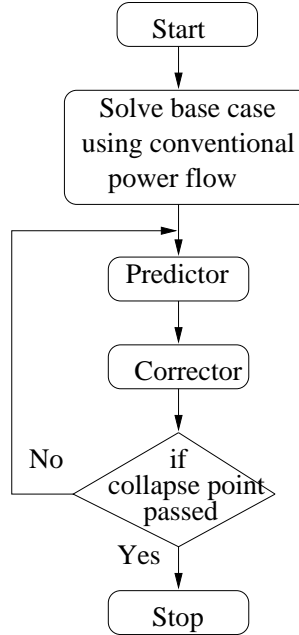 Start
Solve base case
using conventional
power flow
Predictor
Corrector
No
if
collapse point
passed
Yes
Stop